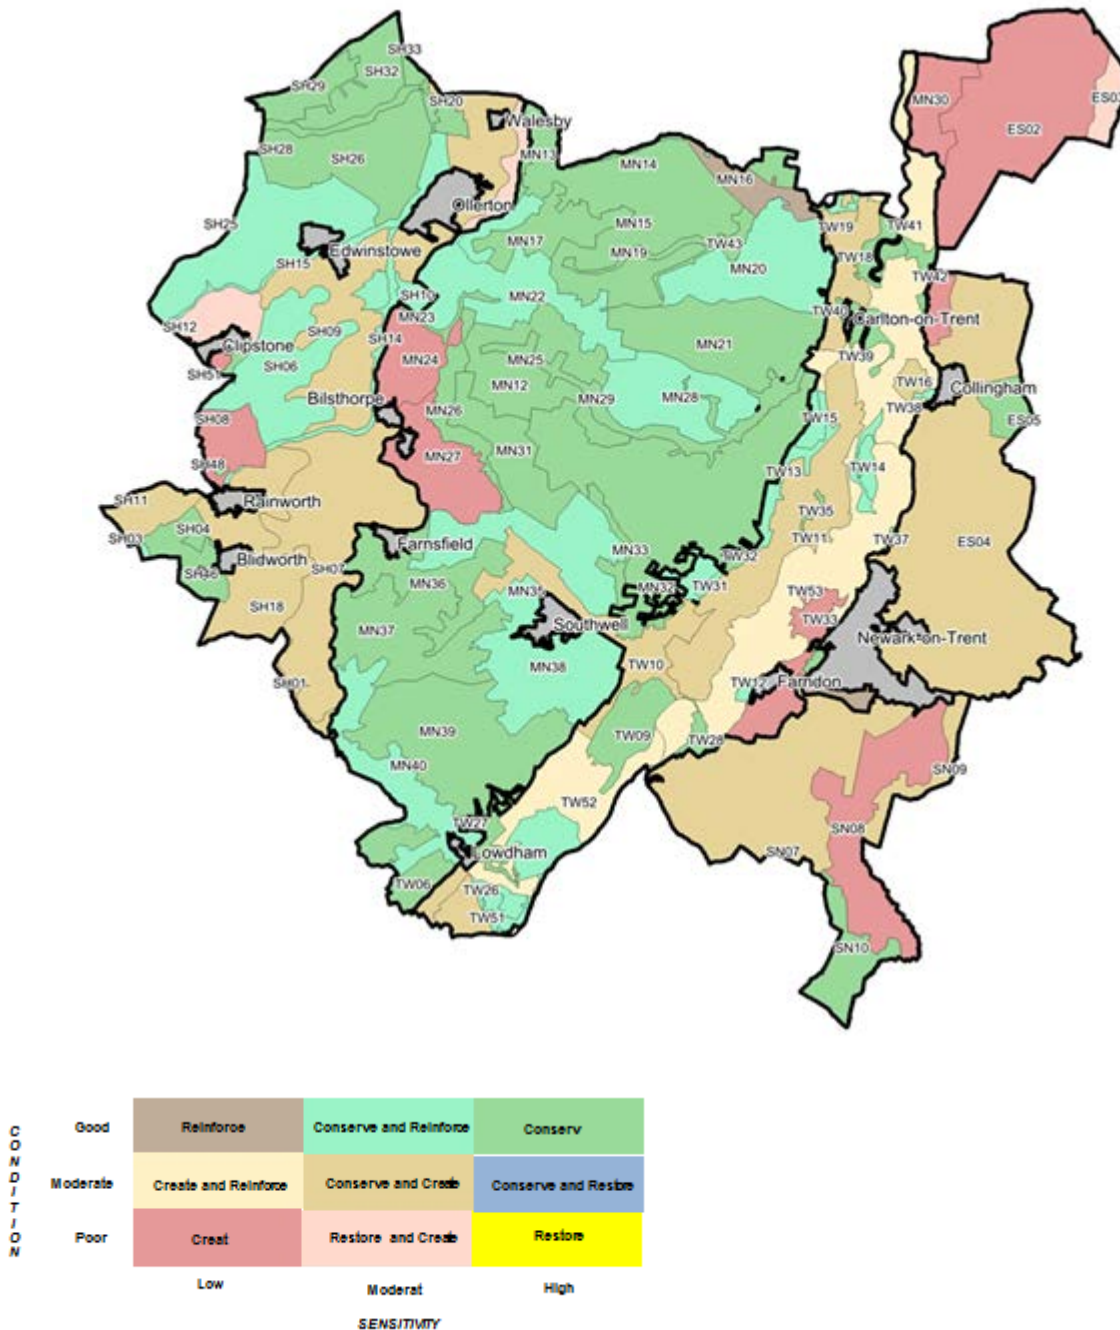 SH33
SH32
SH29
SH20
MN30
ES03
Walesby
ES02
SH28
SH26
MN13
MN14
MN16
Ollerton
SH25
MN15
TW19
TW41
Edwinstowe
MN17
MN19
TW43
TW18
SH15
MN20
TW42
SH10
MN22
SH12
MN23
TW40
Carlton-on-Trent
SH09
SH14
MN21
Clipstone
MN24
MN25
TW39
SH51
SH06
MN12
TW16
Collingham
Bilsthorpe
MN29
MN28
TW38
SH08
MN26
TW15
ES05
MN31
SH48
MN27
TW13
TW14
SH11
Rainworth
SH04
TW35
SH03
Farnsfield
TW11
TW37
ES04
Blidworth
MN33
TW32
SH46
SH07
MN36
MN35
MN32
TW31
TW53
SH18
MN37
Southwell
TW33
Newark-on-Trent
SH01
MN38
TW10
TW12
Farndon
MN39
TW09
TW28
MN40
SN09
TW52
TW27
SN08
Lowdham
SN07
TW06
TW26
TW51
SN10
CONDITION
Good
Reinforce
Conserve and Reinforce
Conserv
Moderate
Create and Reinforce
Conserve and Create
Conserve and Restore
Poor
Creat
Restore and Create
Restore
Low
Moderat
High
SENSITIVITY